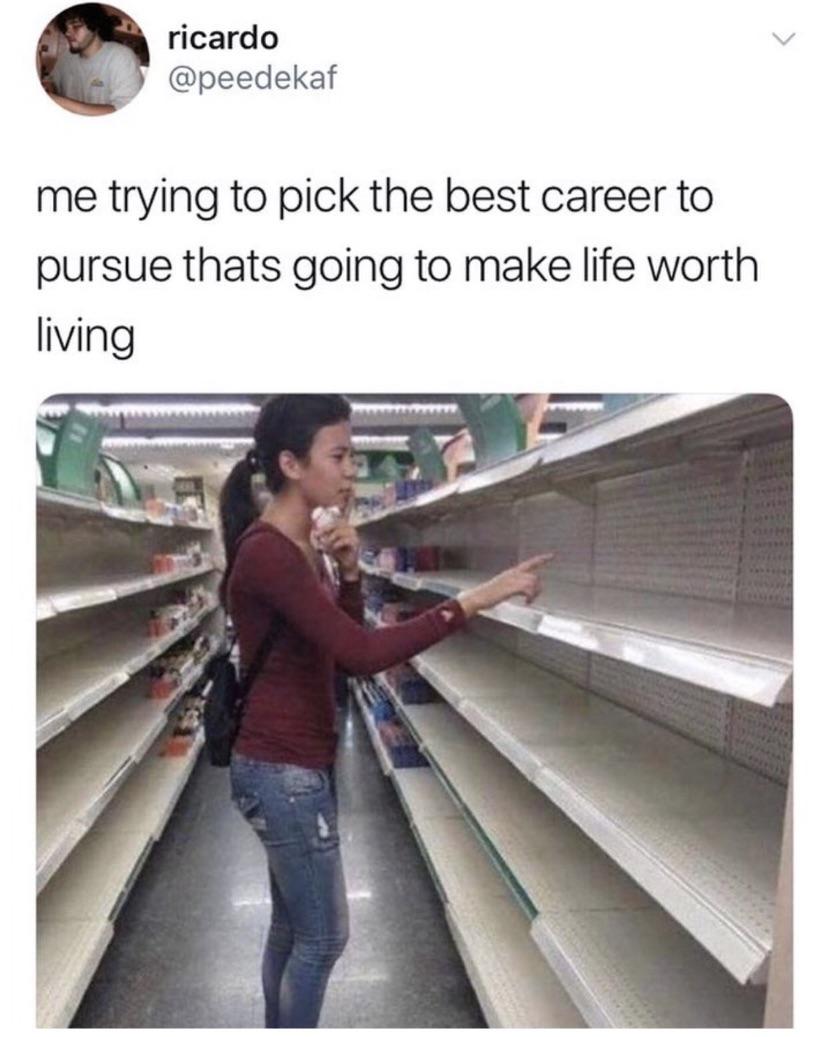 ricardo
@peedekaf
me trying to pick the best career to
pursue thats going to make life worth
living